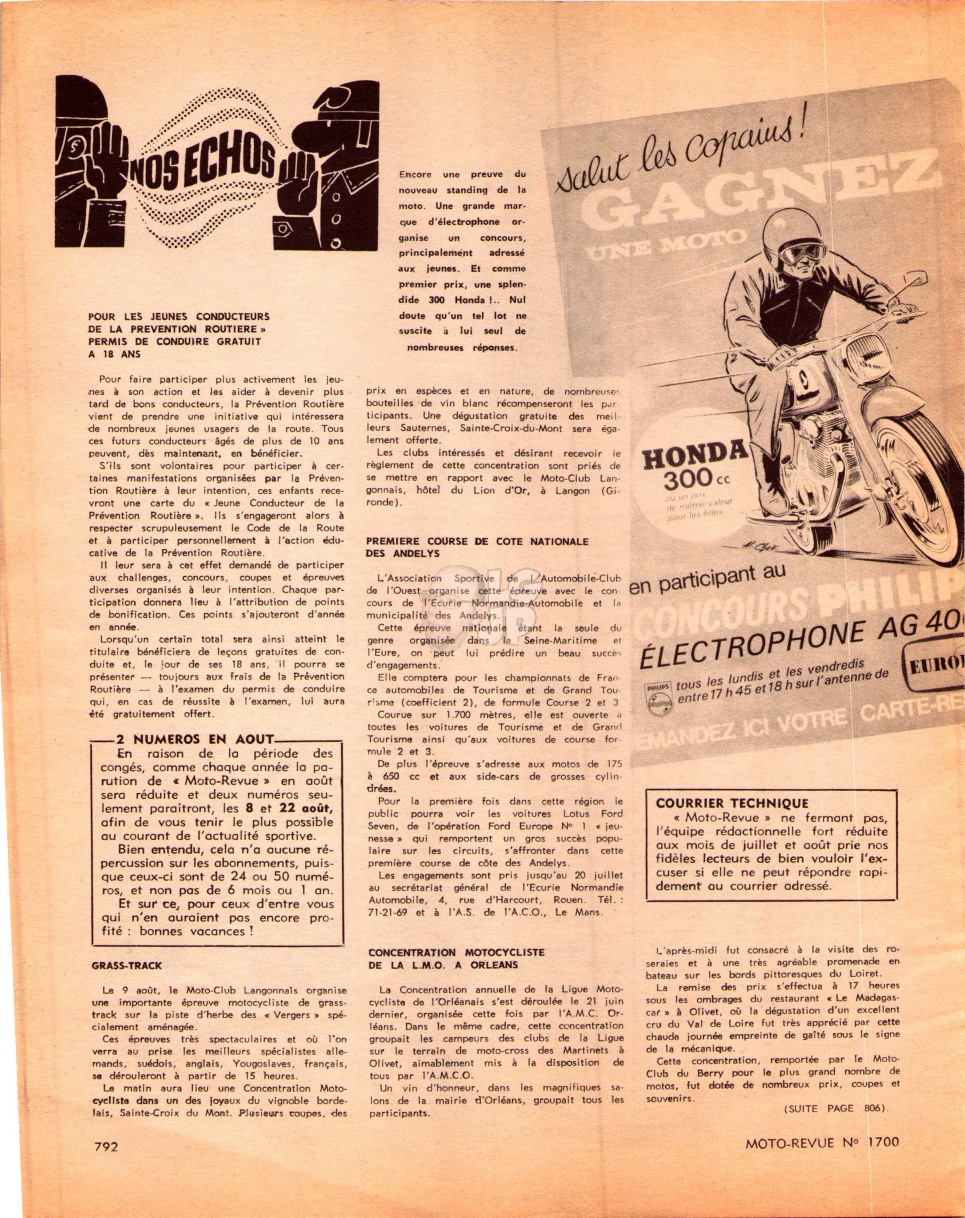 NOS ECHOS
Encore une preuve du
nouveau standing de la
moto. Une grande mar-
que d'électrophone or-
ganise un concours,
principalement adressé
aux jeunes. Et comme
premier prix, une splen-
dide 300 Honda !.. Nul
doute qu'un tel lot ne
suscite à lui seul de
nombreuses réponses.
salut les copains !
GAGNEZ
UNE MOTO
HONDA
300 cc
ou un prix
de même valeur
pour les filles
en participant au
CONCOURS PHILIP
ÉLECTROPHONE AG 40
PHILIPS
tous les lundis et les vendredis
entre 17 h 45 et 18 h sur l'antenne de
EUROP
EMANDEZ ICI VOTRE CARTE-RE
POUR LES JEUNES CONDUCTEURS
DE LA PREVENTION ROUTIERE »
PERMIS DE CONDUIRE GRATUIT
A 18 ANS
Pour faire participer plus activement les jeu-
nes à son action et les aider à devenir plus
tard de bons conducteurs, la Prévention Routière
vient de prendre une initiative qui intéressera
de nombreux jeunes usagers de la route. Tous
ces futurs conducteurs âgés de plus de 10 ans
peuvent, dès maintenant, en bénéficier.
S'ils sont volontaires pour participer à cer-
taines manifestations organisées par la Préven-
tion Routière à leur intention, ces enfants rece-
vront une carte du « Jeune Conducteur de la
Prévention Routière ». Ils s'engageront alors à
respecter scrupuleusement le Code de la Route
et à participer personnellement à l'action édu-
cative de la Prévention Routière.
Il leur sera à cet effet demandé de participer
aux challenges, concours, coupes et épreuves
diverses organisés à leur intention. Chaque par-
ticipation donnera lieu à l'attribution de points
de bonification. Ces points s'ajouteront d'année
en année.
Lorsqu'un certain total sera ainsi atteint le
titulaire bénéficiera de leçons gratuites de con-
duite et, le jour de ses 18 ans, il pourra se
présenter — toujours aux frais de la Prévention
Routière — à l'examen du permis de conduire
qui, en cas de réussite à l'examen, lui aura
été gratuitement offert.
2 NUMEROS EN AOUT
En raison de la période des
congés, comme chaque année la pa-
rution de « Moto-Revue » en août
sera réduite et deux numéros seu-
lement paraîtront, les 8 et 22 août,
afin de vous tenir le plus possible
au courant de l'actualité sportive.
Bien entendu, cela n'a aucune ré-
percussion sur les abonnements, puis-
que ceux-ci sont de 24 ou 50 numé-
ros, et non pas de 6 mois ou 1 an.
Et sur ce, pour ceux d'entre vous
qui n'en auraient pas encore pro-
fité : bonnes vacances !
GRASS-TRACK
Le 9 août, le Moto-Club Langonnais organise
une importante épreuve motocycliste de grass-
track sur la piste d'herbe des « Vergers » spé-
cialement aménagée.
Ces épreuves très spectaculaires et où l'on
verra au prise les meilleurs spécialistes alle-
mands, suédois, anglais, Yougoslaves, français,
se dérouleront à partir de 15 heures.
Le matin aura lieu une Concentration Moto-
cycliste dans un des joyaux du vignoble borde-
lais, Sainte-Croix du Mont. Plusieurs coupes, des
prix en espèces et en nature, de nombreuses
bouteilles de vin blanc récompenseront les par-
ticipants. Une dégustation gratuite des meil-
leurs Sauternes, Sainte-Croix-du-Mont sera éga-
lement offerte.
Les clubs intéressés et désirant recevoir le
règlement de cette concentration sont priés de
se mettre en rapport avec le Moto-Club Lan-
gonnais, hôtel du Lion d'Or, à Langon (Gi-
ronde).
PREMIERE COURSE DE COTE NATIONALE
DES ANDELYS
L'Association Sportive de l'Automobile-Club
de l'Ouest organise cette épreuve avec le con-
cours de l'Ecurie Normandie-Automobile et la
municipalité des Andelys.
Cette épreuve nationale étant la seule du
genre organisée dans la Seine-Maritime et
l'Eure, on peut lui prédire un beau succès
d'engagements.
Elle comptera pour les championnats de Fran-
ce automobiles de Tourisme et de Grand Tou-
risme (coefficient 2), de formule Course 2 et 3
Courue sur 1.700 mètres, elle est ouverte à
toutes les voitures de Tourisme et de Grand
Tourisme ainsi qu'aux voitures de course for-
mule 2 et 3.
De plus l'épreuve s'adresse aux motos de 175
à 650 cc et aux side-cars de grosses cylin-
drées.
Pour la première fois dans cette région le
public pourra voir les voitures Lotus Ford
Seven, de l'opération Ford Europe N° 1 « jeu-
nesse » qui remportent un gros succès popu-
laire sur les circuits, s'affronter dans cette
première course de côte des Andelys.
Les engagements sont pris jusqu'au 20 juillet
au secrétariat général de l'Ecurie Normandie
Automobile, 4, rue d'Harcourt, Rouen. Tél. :
71-21-69 et à l'A.S. de l'A.C.O., Le Mans.
CONCENTRATION MOTOCYCLISTE
DE LA L.M.O. A ORLEANS
La Concentration annuelle de la Ligue Moto-
cycliste de l'Orléanais s'est déroulée le 21 juin
dernier, organisée cette fois par l'A.M.C. Or-
léans. Dans le même cadre, cette concentration
groupait les campeurs des clubs de la Ligue
sur le terrain de moto-cross des Martinets à
Olivet, aimablement mis à la disposition de
tous par l'A.M.C.O.
Un vin d'honneur, dans les magnifiques sa-
lons de la mairie d'Orléans, groupait tous les
participants.
COURRIER TECHNIQUE
« Moto-Revue » ne fermant pas,
l'équipe rédactionnelle fort réduite
aux mois de juillet et août prie nos
fidèles lecteurs de bien vouloir l'ex-
cuser si elle ne peut répondre rapi-
dement au courrier adressé.
L'après-midi fut consacré à la visite des ro-
seraies et à une très agréable promenade en
bateau sur les bords pittoresques du Loiret.
La remise des prix s'effectua à 17 heures
sous les ombrages du restaurant « Le Madagas-
car » à Olivet, où la dégustation d'un excellent
cru du Val de Loire fut très apprécié par cette
chaude journée empreinte de gaîté sous le signe
de la mécanique.
Cette concentration, remportée par le Moto-
Club du Berry pour le plus grand nombre de
motos, fut dotée de nombreux prix, coupes et
souvenirs.
(SUITE PAGE 806).
792
MOTO-REVUE N° 1700